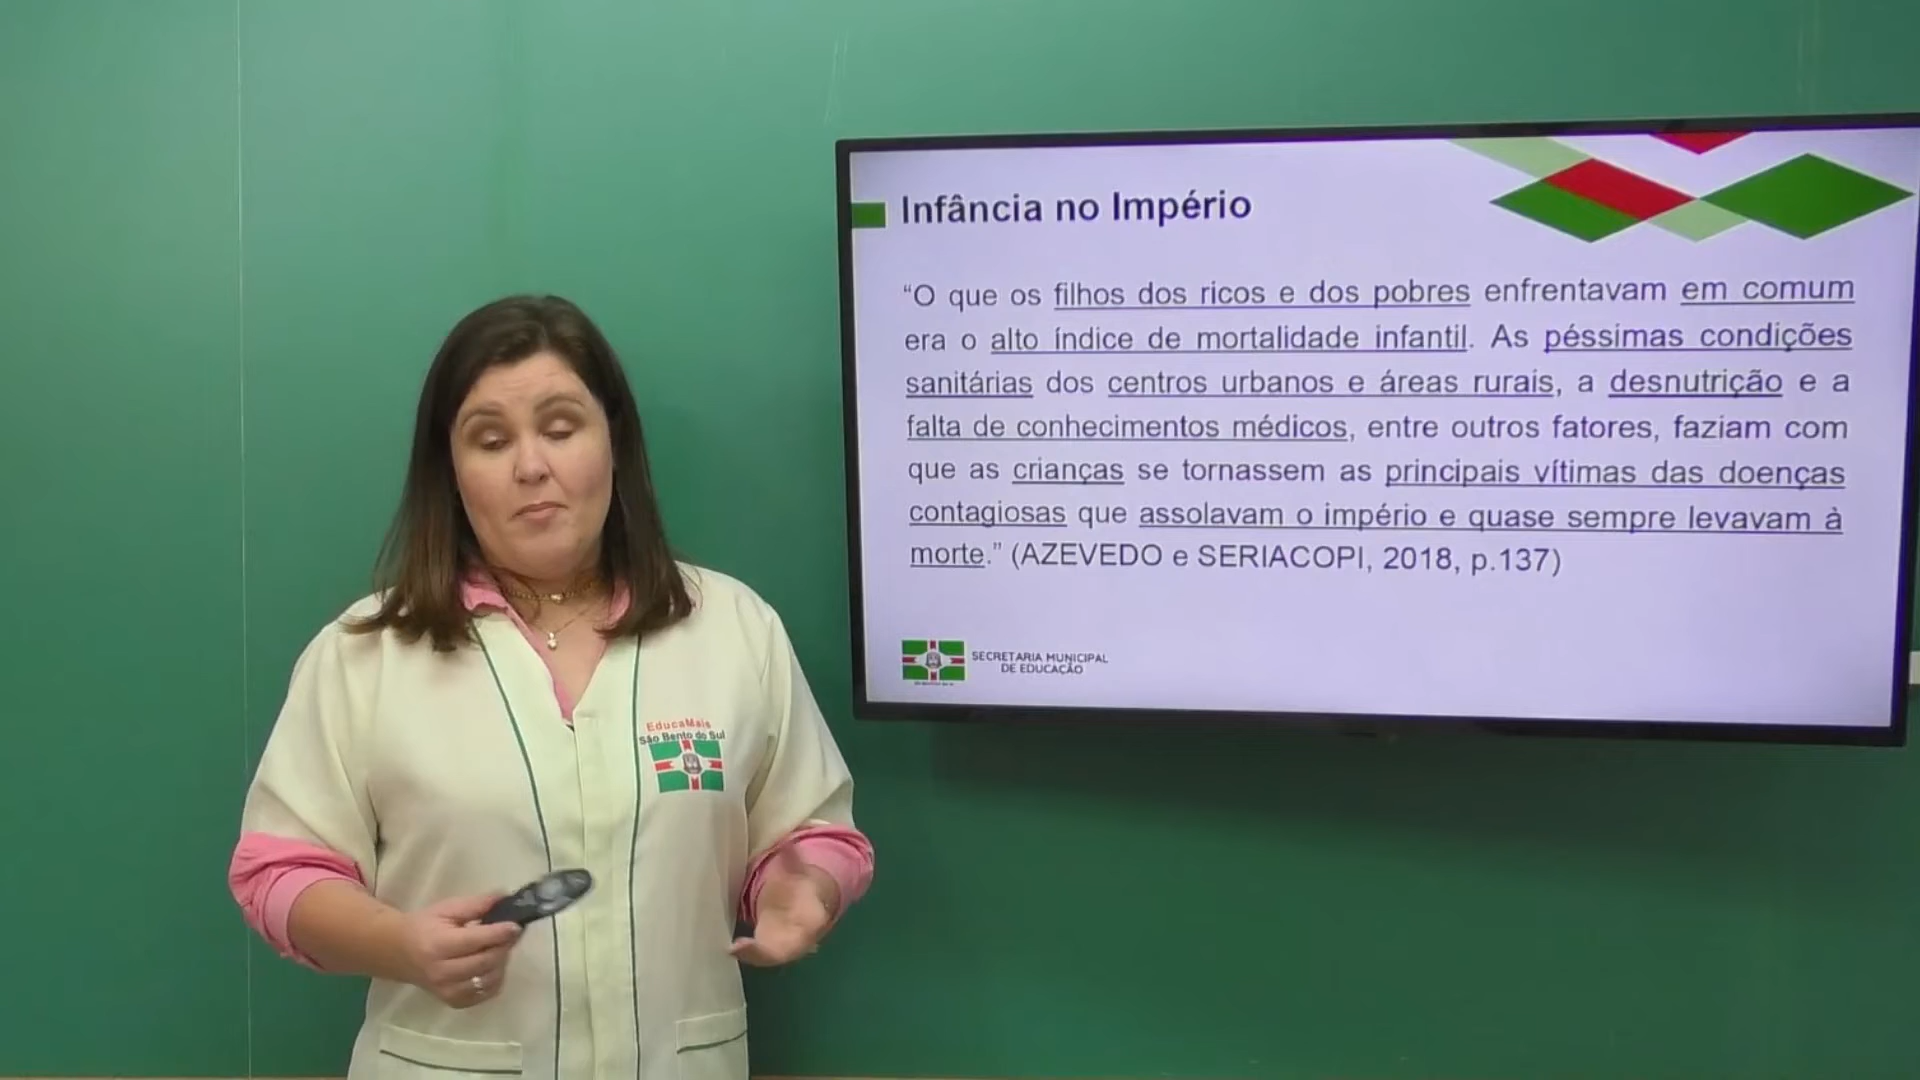 Infância no Império
“O que os filhos dos ricos e dos pobres enfrentavam em comum
era o alto índice de mortalidade infantil. As péssimas condições
sanitárias dos centros urbanos e áreas rurais, a desnutrição e a
falta de conhecimentos médicos, entre outros fatores, faziam com
que as crianças se tornassem as principais vítimas das doenças
contagiosas que assolavam o império e quase sempre levavam à
morte.” (AZEVEDO e SERIACOPI, 2018, p.137)
SECRETARIA MUNICIPAL
DE EDUCAÇÃO
EducaMais
São Bento do Sul